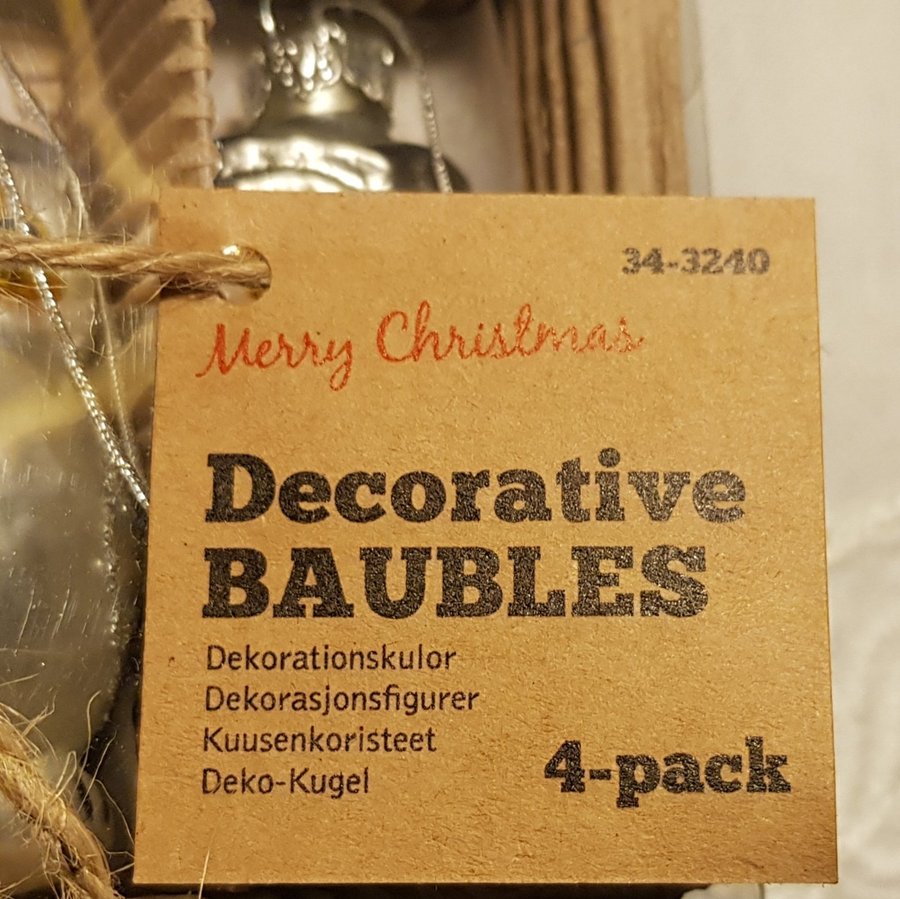 34-3240
Merry Christmas
Decorative
BAUBLES
Dekorationskulor
Dekorasjonsfigurer
Kuusenkoristeet
Deko-Kugel
4-pack